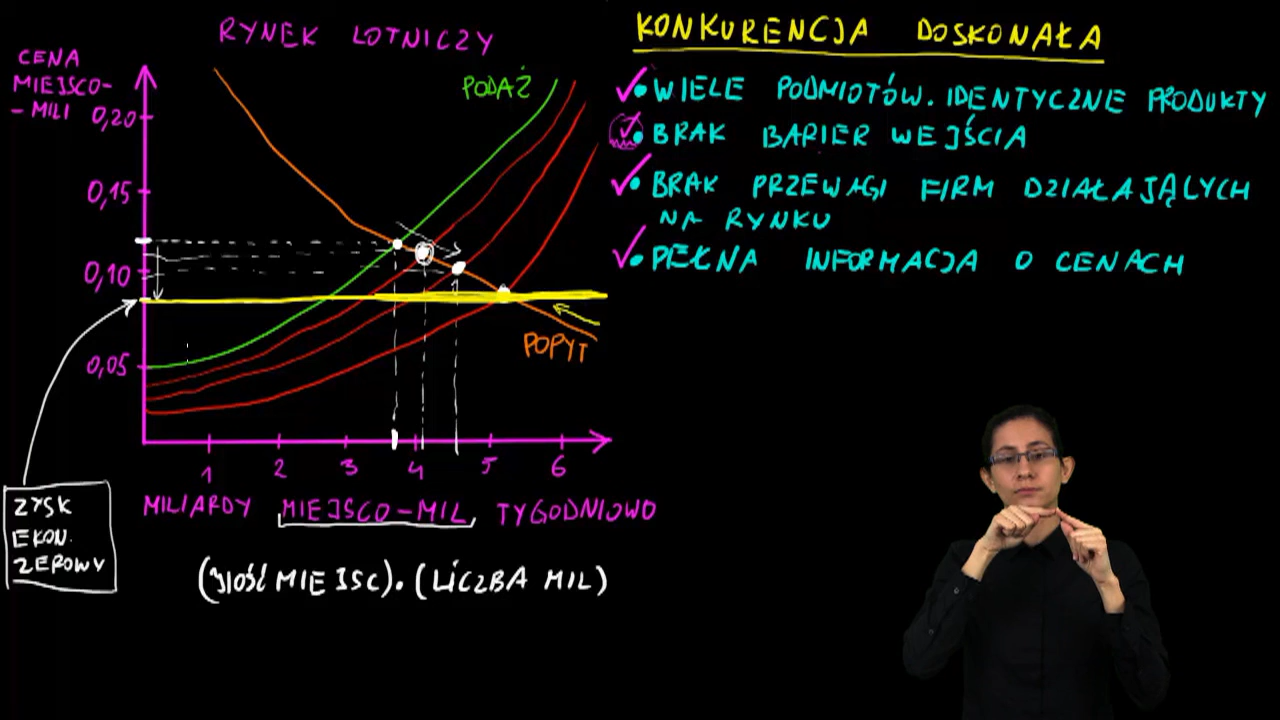 RYNEK LOTNICZY
CENA
MIEJSCO-
- MILI
0,20
0,15
0,10
0,05
PODAŻ
POPYT
1 2 3 4 5 6
MILIARDY MIEJSCO-MIL TYGODNIOWO
ZYSK
EKON.
ZEROWY
(ILOŚĆ MIEJSC).(LICZBA MIL)
KONKURENCJA DOSKONAŁA
• WIELE PODMIOTÓW. IDENTYCZNE PRODUKTY
• BRAK BARIER WEJŚCIA
• BRAK PRZEWAGI FIRM DZIAŁAJĄCYCH
NA RYNKU
• PEŁNA INFORMACJA O CENACH